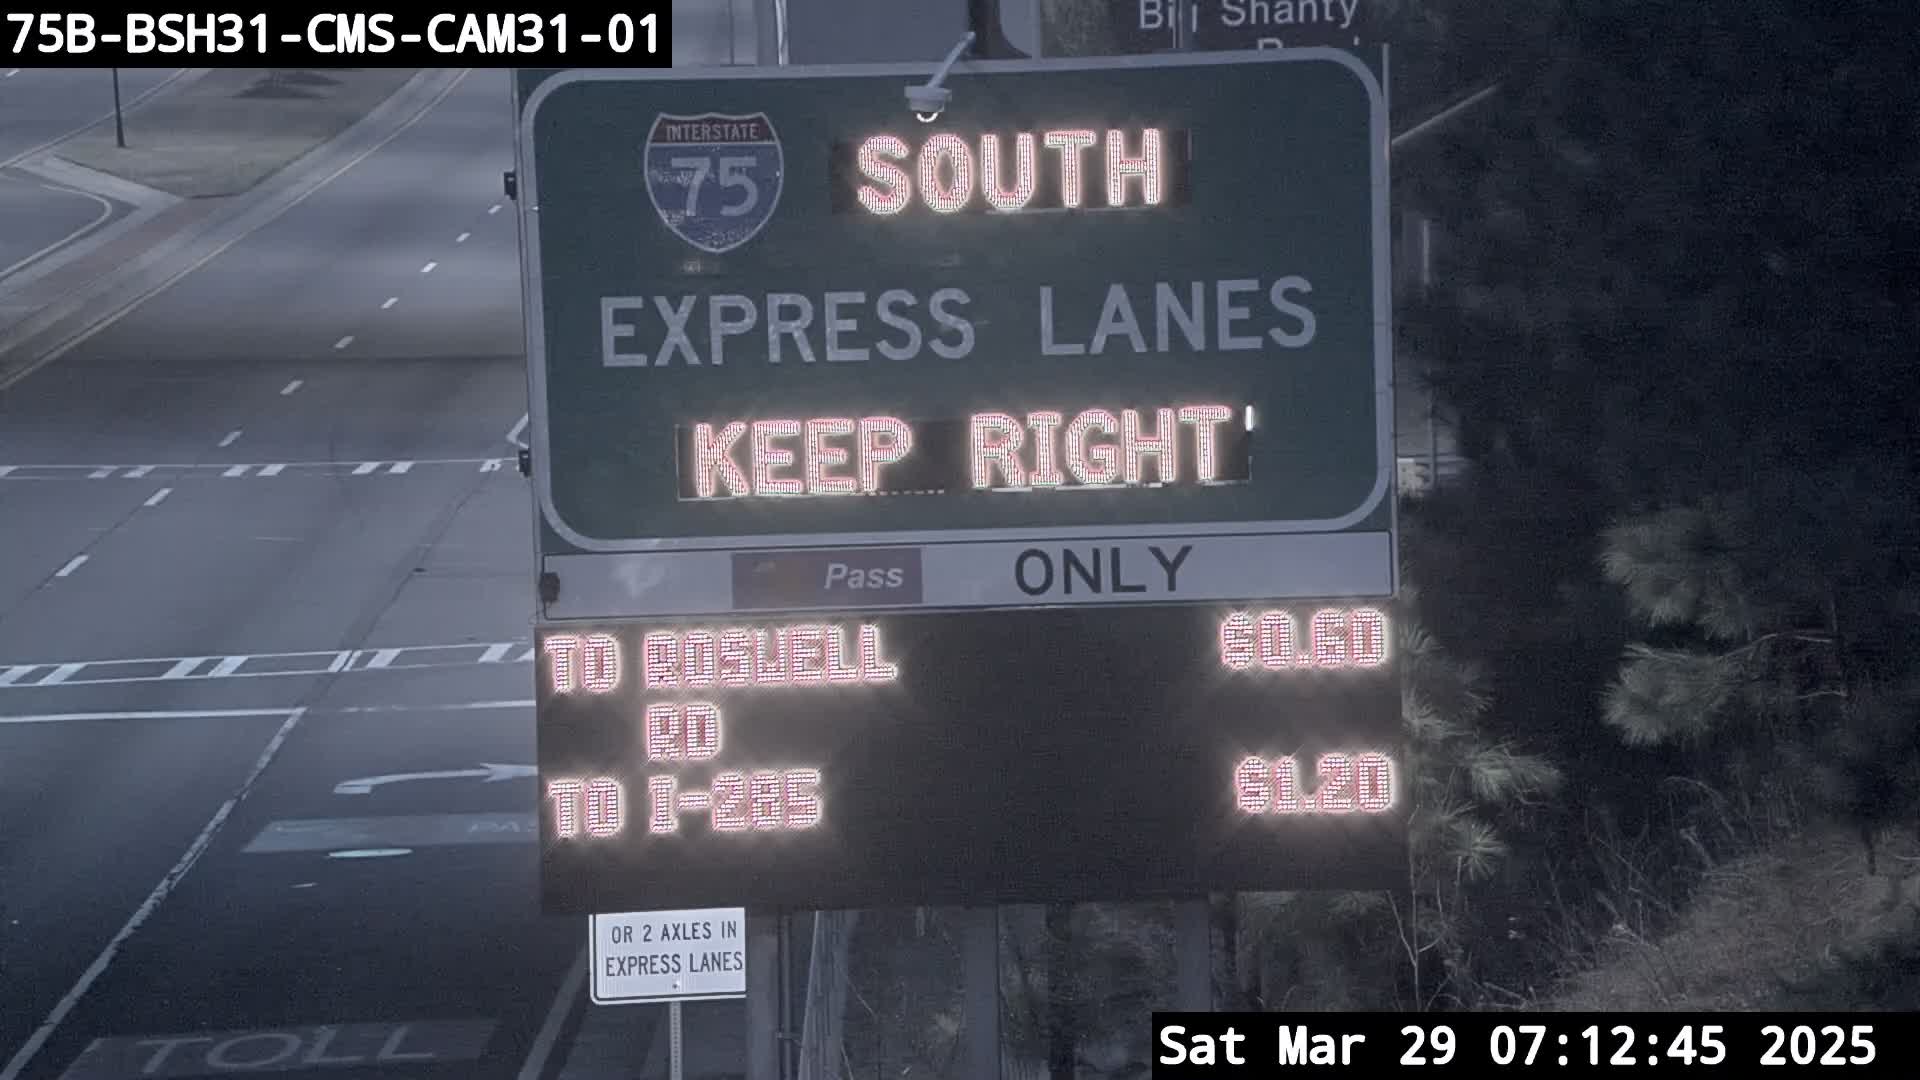 75B-BSH31-CMS-CAM31-01
Big Shanty
INTERSTATE
75
SOUTH
EXPRESS LANES
KEEP RIGHT
Pass ONLY
TO ROSWELL $0.60
RD
TO I-285 $1.20
OR 2 AXLES IN
EXPRESS LANES
TOLL
Sat Mar 29 07:12:45 2025